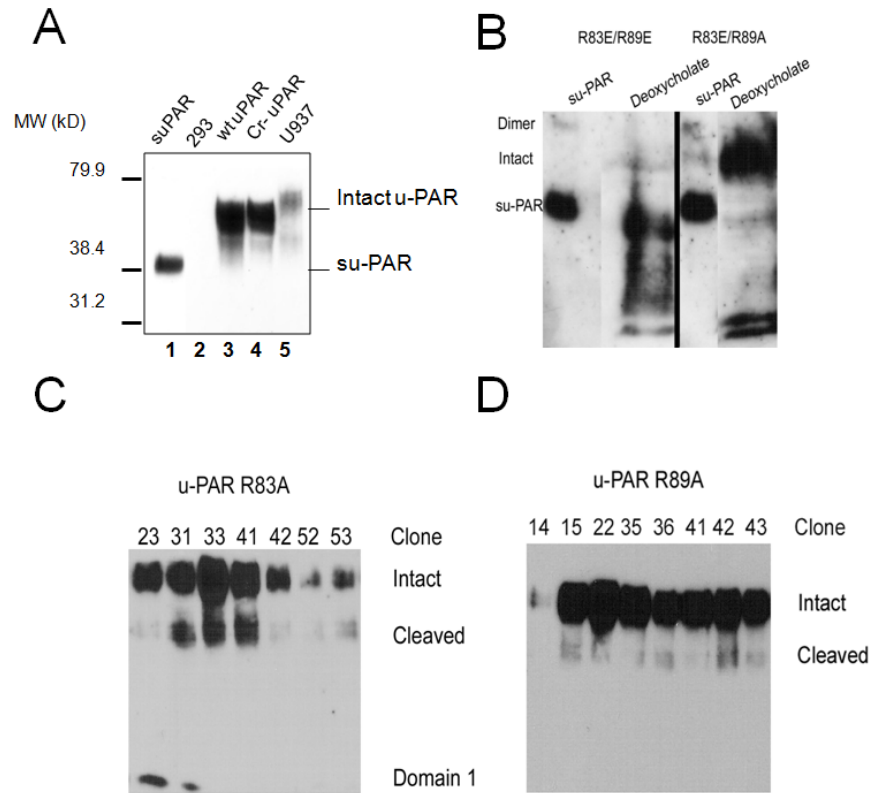 A
MW (kD)
suPAR 293 wt uPAR Cr- uPAR U937
79.9
38.4
31.2
Intact u-PAR
su-PAR
1 2 3 4 5
B
R83E/R89E R83E/R89A
su-PAR Deoxycholate su-PAR Deoxycholate
Dimer
Intact
su-PAR
C
u-PAR R83A
23 31 33 41 42 52 53 Clone
Intact
Cleaved
Domain 1
D
u-PAR R89A
14 15 22 35 36 41 42 43 Clone
Intact
Cleaved